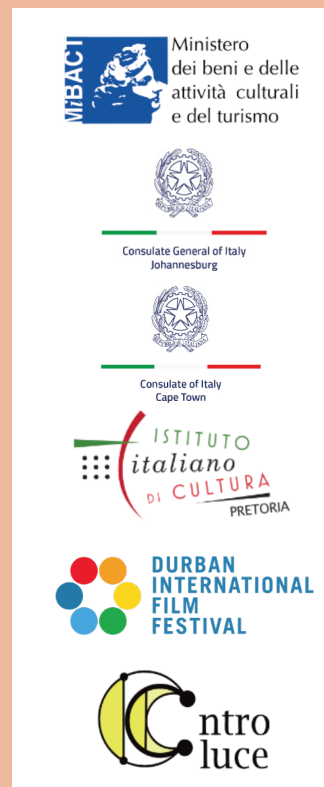 MiBACT
Ministero
dei beni e delle
attività culturali
e del turismo
Consulate General of Italy
Johannesburg
Consulate of Italy
Cape Town
ISTITUTO
italiano
DI CULTURA
PRETORIA
DURBAN
INTERNATIONAL
FILM
FESTIVAL
Cntro
luce